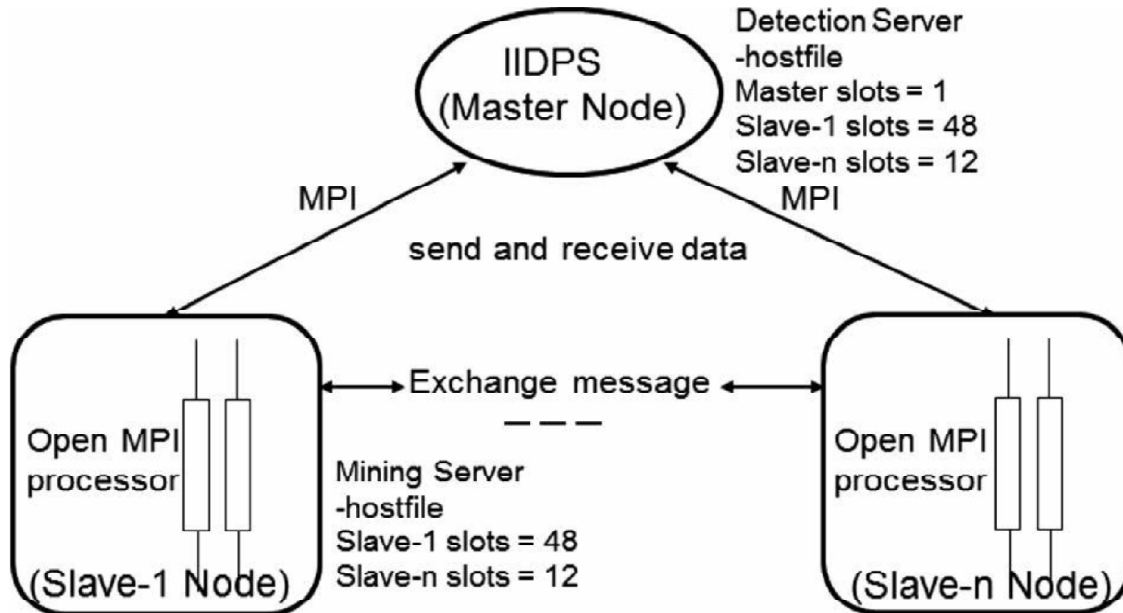 IIDPS
(Master Node)
Detection Server
-hostfile
Master slots = 1
Slave-1 slots = 48
Slave-n slots = 12
MPI
MPI
send and receive data
Exchange message
Open MPI
processor
(Slave-1 Node)
Mining Server
-hostfile
Slave-1 slots = 48
Slave-n slots = 12
Open MPI
processor
(Slave-n Node)